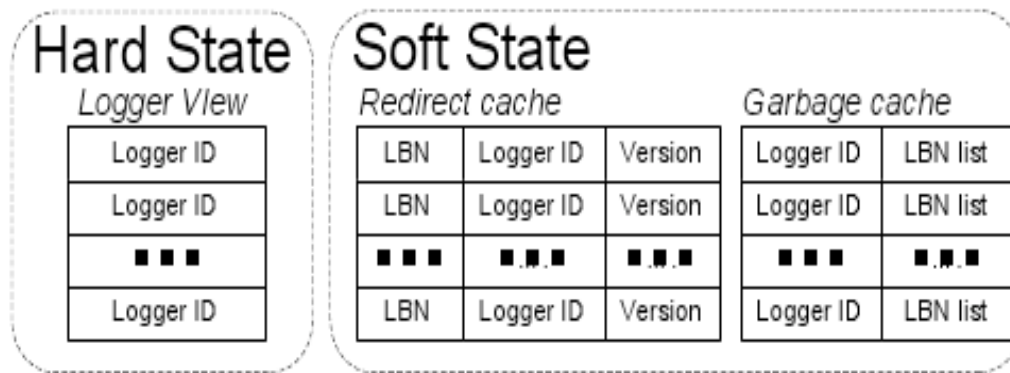 Hard State Soft State
Logger VIew Redirect cache Garbage cache
Logger ID LBN Logger ID Version Logger ID LBN list
Logger ID LBN Logger ID Version Logger ID LBN list
Logger ID LBN Logger ID Version Logger ID LBN list